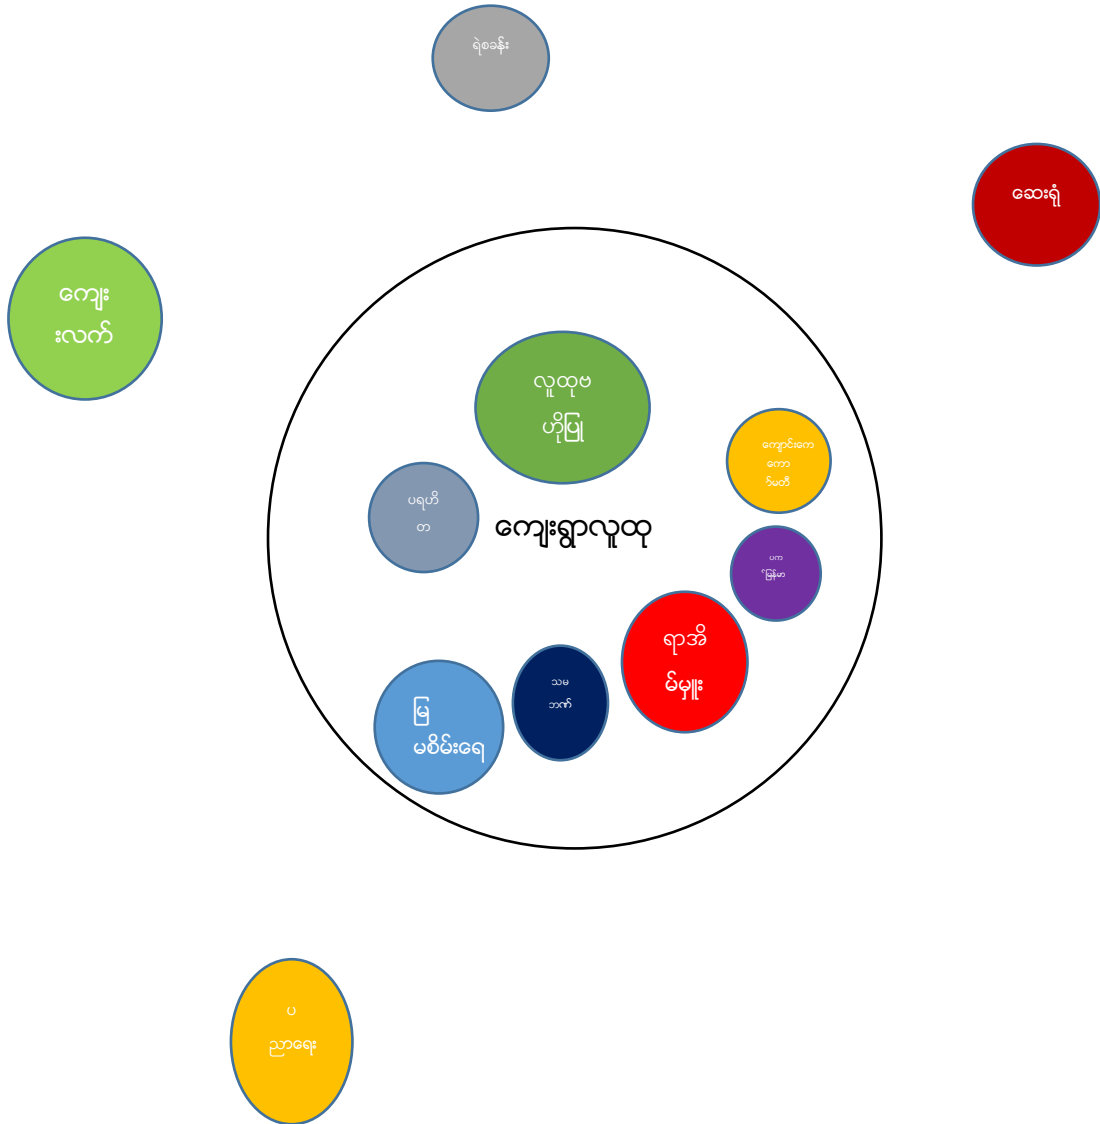 ရဲစခန်း
ဆေးရုံ
ကျေး
းလက်
လူထုဗ
ဟိုပြု
ကျောင်းကေ
ကော
်မတီ
ပရဟိ
တ
ကျေးရွာလူထု
ပက
်မြန်မာ
ရာအိ
မ်မှူး
သမ
ဘဏ်
မြ
မစိမ်းရေ
ပ
ညာရေး